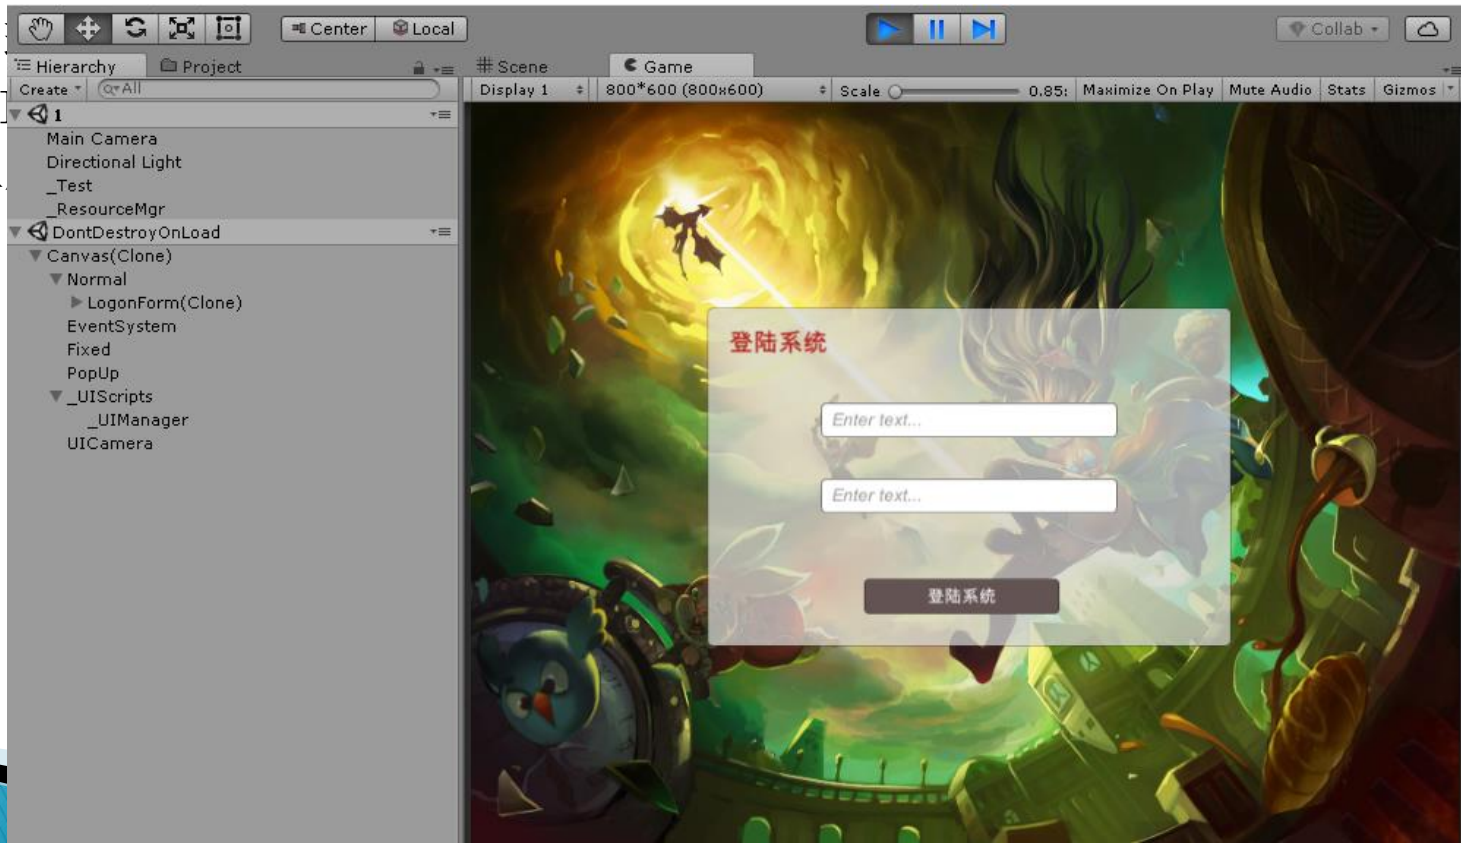 Center Local
Collab
Hierarchy Project
Scene Game
Create All
Display 1 800*600 (800x600) Scale 0.85: Maximize On Play Mute Audio Stats Gizmos
1
Main Camera
Directional Light
_Test
_ResourceMgr
DontDestroyOnLoad
Canvas(Clone)
Normal
LogonForm(Clone)
EventSystem
Fixed
PopUp
_UIScripts
_UIManager
UICamera
登陆系统
Enter text...
Enter text...
登陆系统